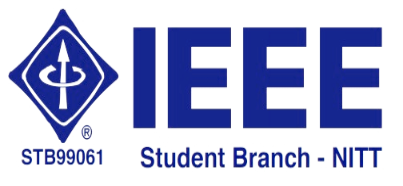 IEEE
®
STB99061
Student Branch - NITT